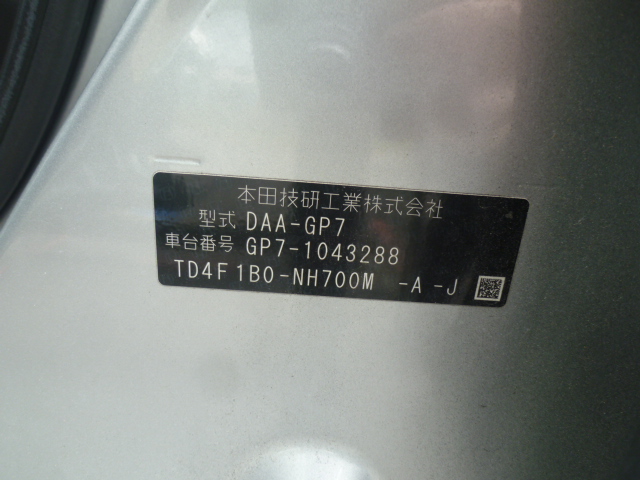 本田技研工業株式会社
型式 DAA-GP7
車台番号 GP7-1043288
TD4F1B0-NH700M -A-J